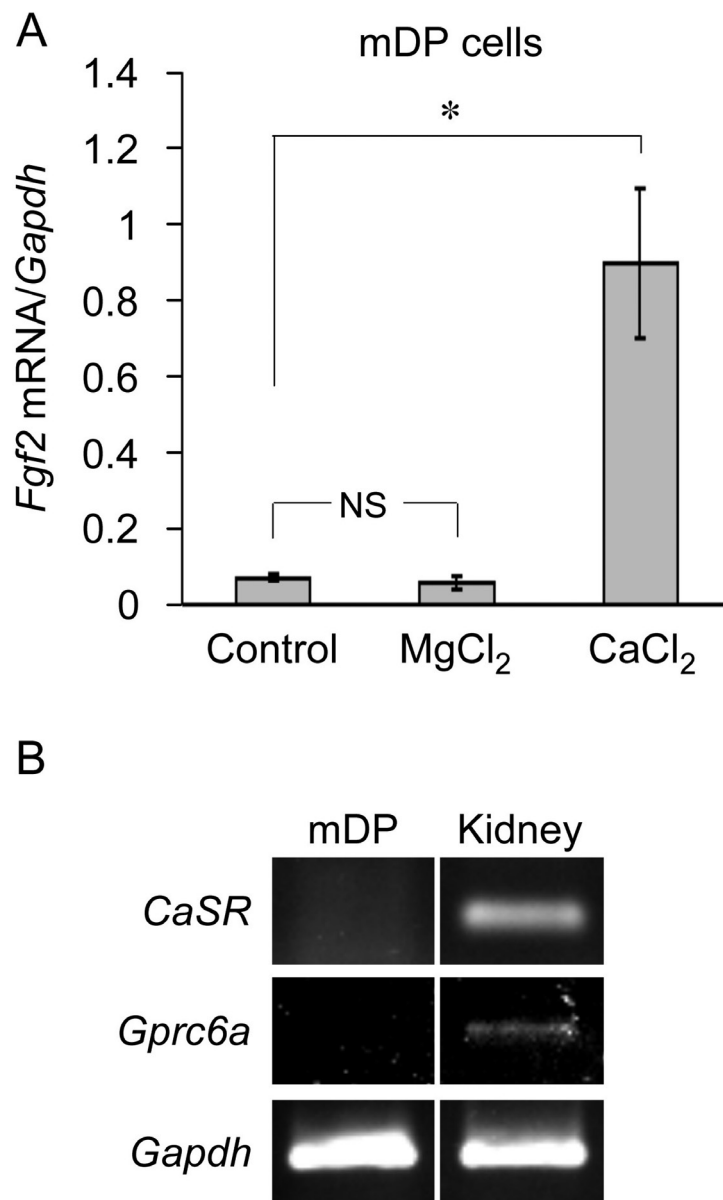 A
mDP cells
Fgf2 mRNA/Gapdh
1.4
1.2
1
0.8
0.6
0.4
0.2
0
*
NS
Control MgCl₂ CaCl₂
B
mDP Kidney
CaSR
Gprc6a
Gapdh